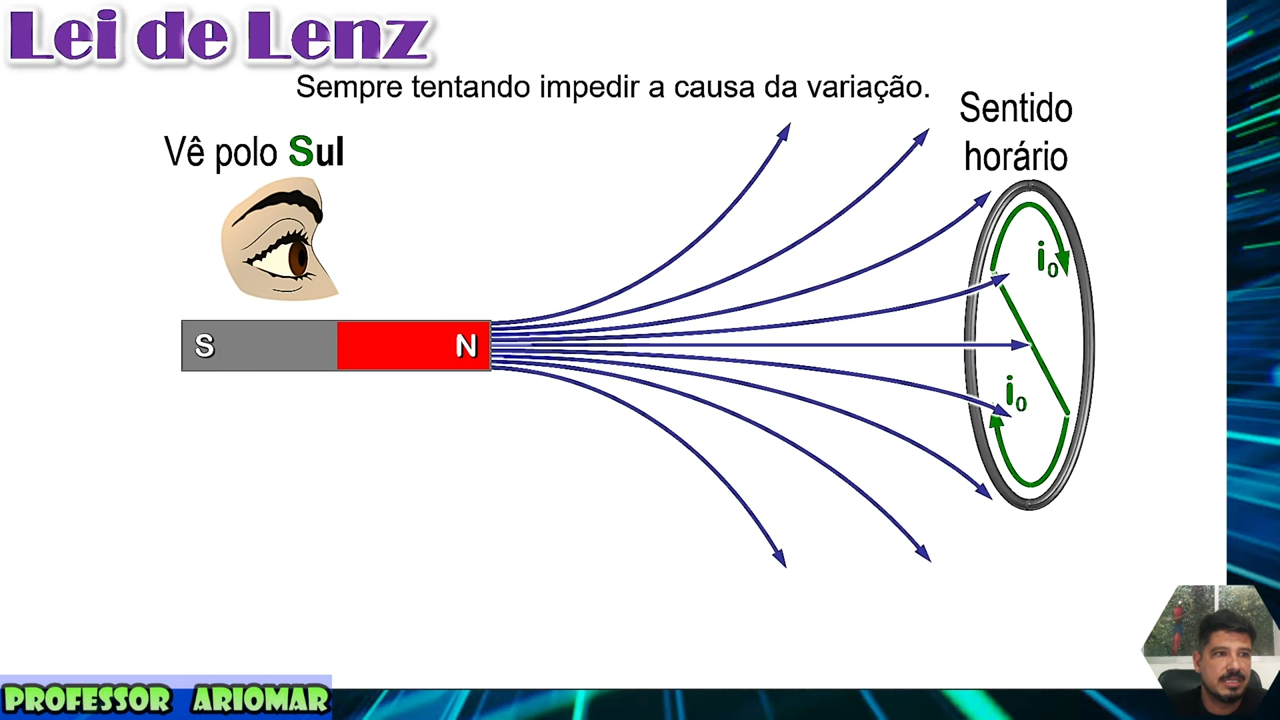 Lei de Lenz
Sempre tentando impedir a causa da variação.
Sentido
horário
Vê polo Sul
i₀
S
N
i₀
PROFESSOR ARIOMAR